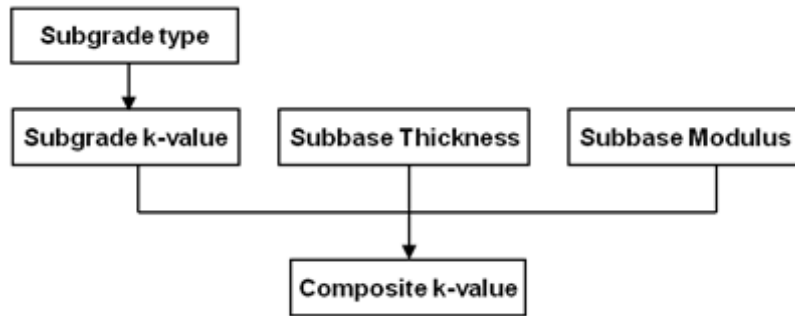 Subgrade type
Subgrade k-value
Subbase Thickness
Subbase Modulus
Composite k-value